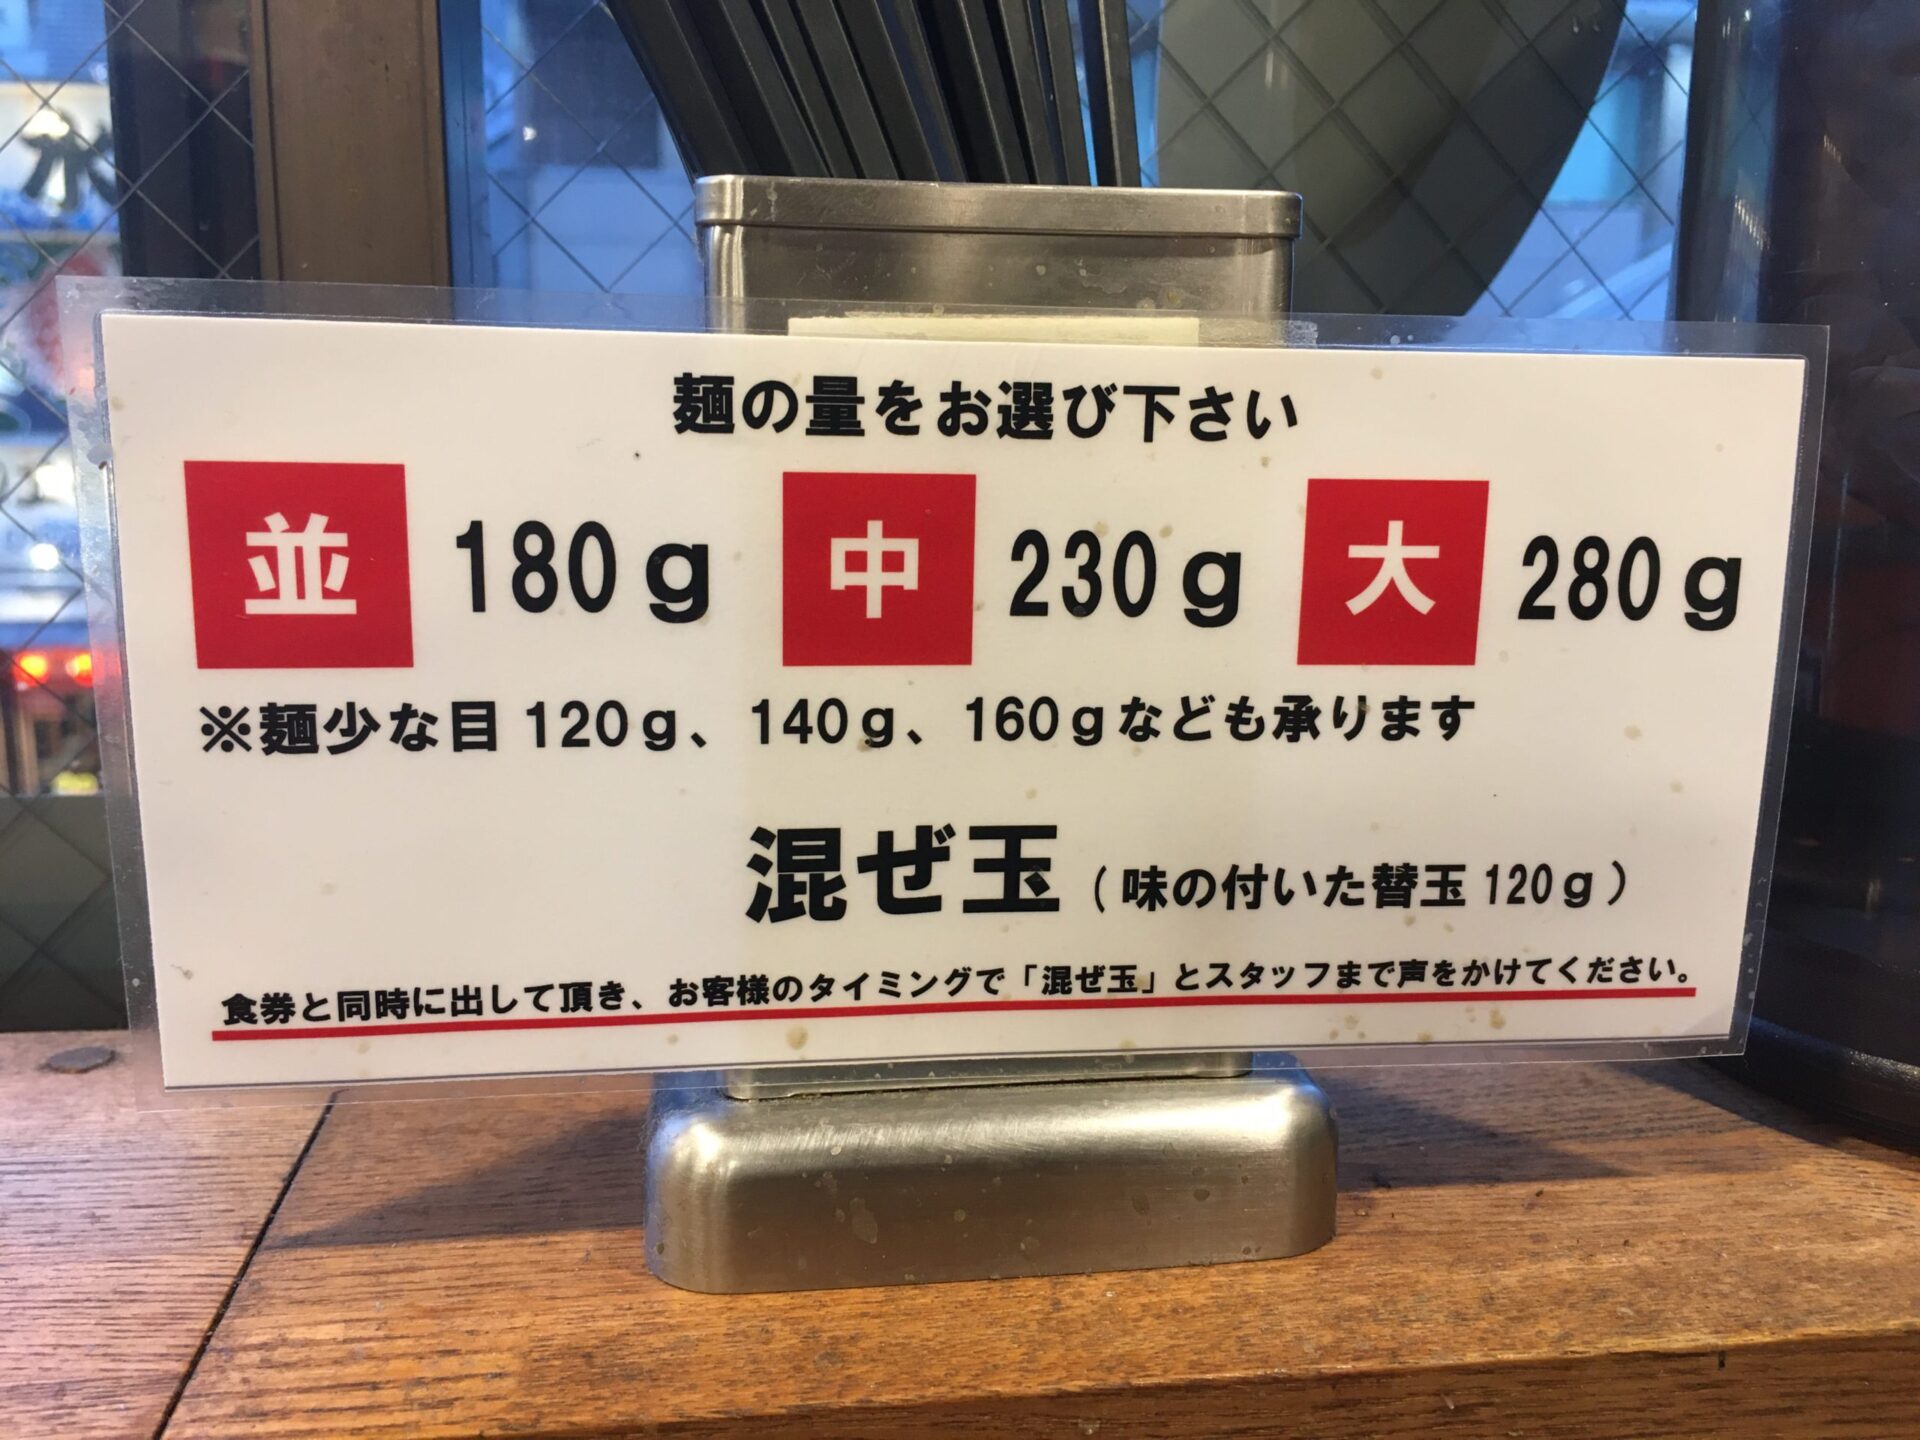 麺の量をお選び下さい
並 180g 中 230g 大 280g
※麺少な目 120g、140g、160gなども承ります
混ぜ玉 (味の付いた替玉 120g)
食券と同時に出して頂き、お客様のタイミングで「混ぜ玉」とスタッフまで声をかけてください。